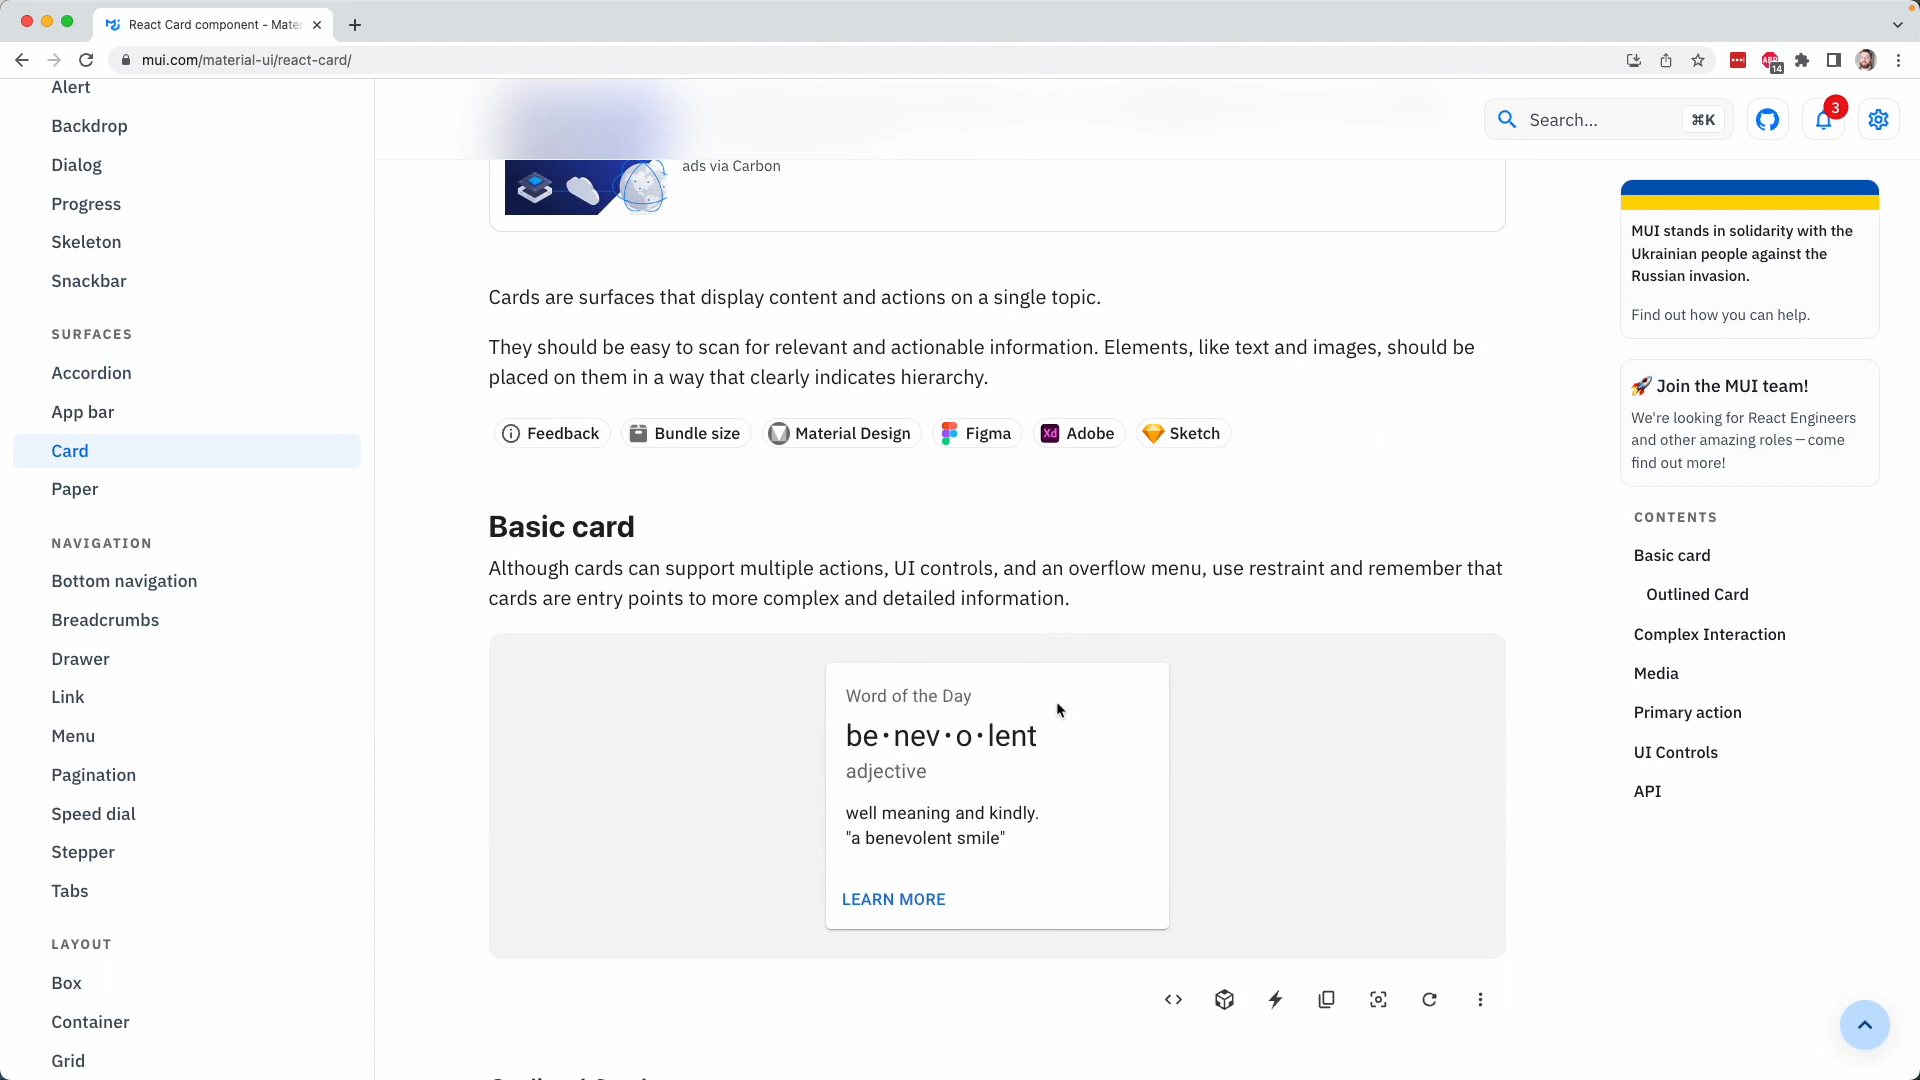 React Card component - Mate
mui.com/material-ui/react-card/
14
Alert
Backdrop
Dialog
Progress
Skeleton
Snackbar
SURFACES
Accordion
App bar
Card
Paper
NAVIGATION
Bottom navigation
Breadcrumbs
Drawer
Link
Menu
Pagination
Speed dial
Stepper
Tabs
LAYOUT
Box
Container
Grid
Search...
⌘K
3
ads via Carbon
Cards are surfaces that display content and actions on a single topic.
They should be easy to scan for relevant and actionable information. Elements, like text and images, should be
placed on them in a way that clearly indicates hierarchy.
Feedback
Bundle size
Material Design
Figma
Xd Adobe
Sketch
Basic card
Although cards can support multiple actions, UI controls, and an overflow menu, use restraint and remember that
cards are entry points to more complex and detailed information.
Word of the Day
be•nev•o•lent
adjective
well meaning and kindly.
"a benevolent smile"
LEARN MORE
MUI stands in solidarity with the
Ukrainian people against the
Russian invasion.
Find out how you can help.
🚀 Join the MUI team!
We're looking for React Engineers
and other amazing roles—come
find out more!
CONTENTS
Basic card
Outlined Card
Complex Interaction
Media
Primary action
UI Controls
API